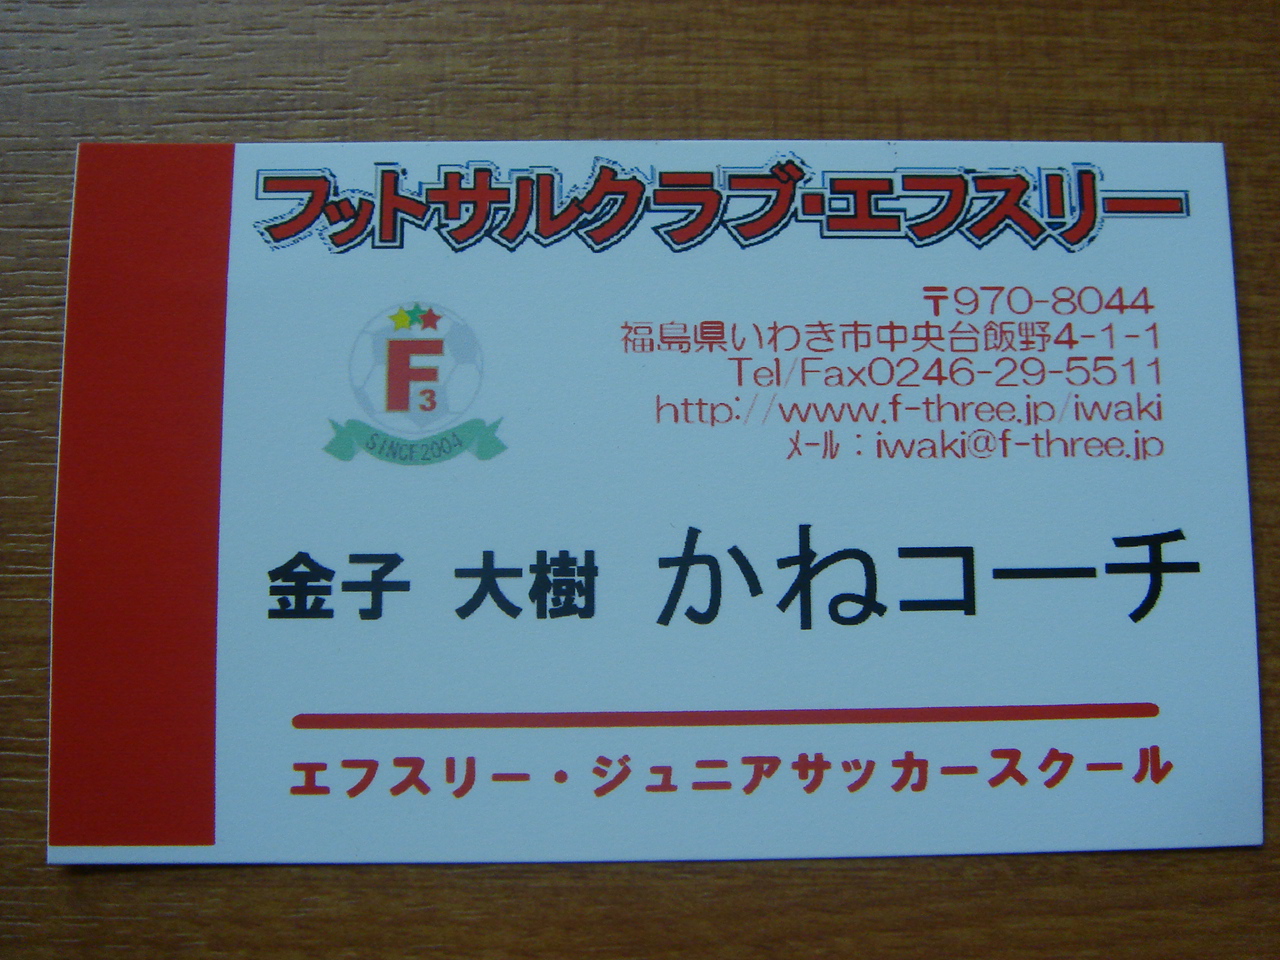 フットサルクラブ・エフスリー
〒970-8044
福島県いわき市中央台飯野4-1-1
Tel/Fax0246-29-5511
http://www.f-three.jp/iwaki
ﾒｰﾙ：iwaki@f-three.jp
F3
SINCE2004
金子 大樹 かねコーチ
エフスリー・ジュニアサッカースクール